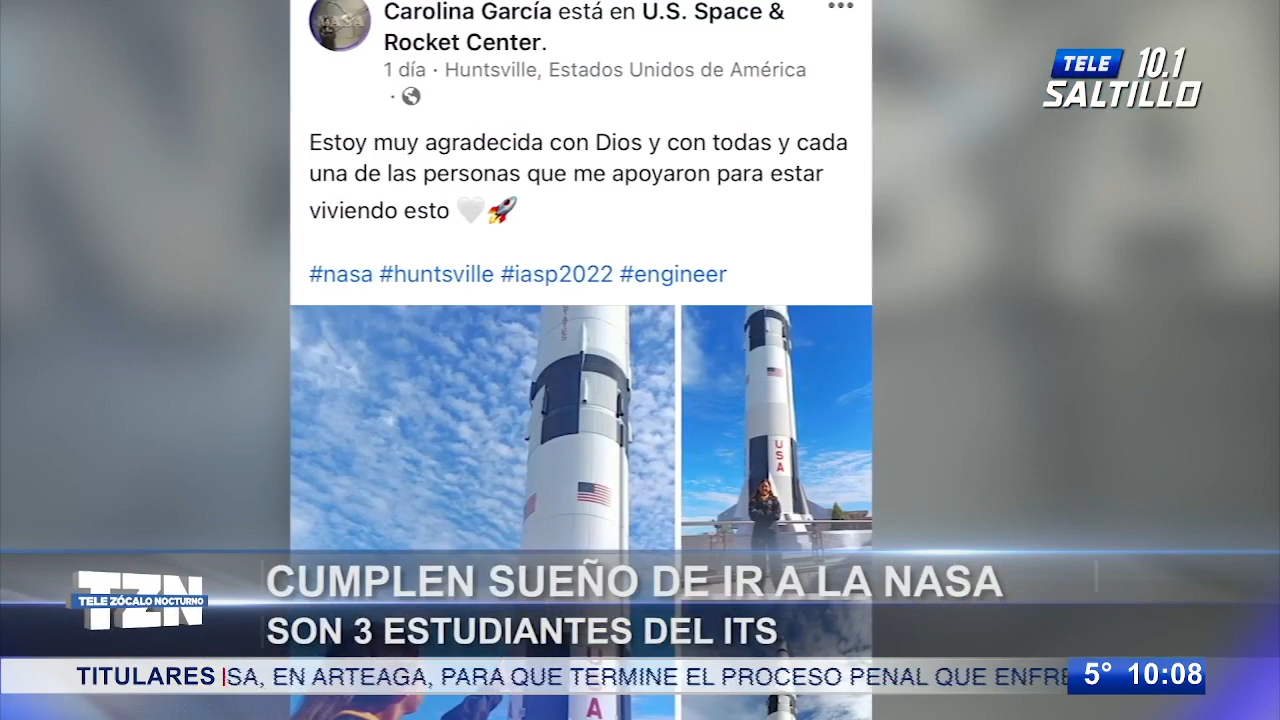 Carolina García está en U.S. Space &
Rocket Center.
1 día · Huntsville, Estados Unidos de América
TELE 10.1
SALTILLO
Estoy muy agradecida con Dios y con todas y cada
una de las personas que me apoyaron para estar
viviendo esto 🤍🚀
#nasa #huntsville #iasp2022 #engineer
USA
TZN
TELE ZÓCALO NOCTURNO
CUMPLEN SUEÑO DE IR A LA NASA
SON 3 ESTUDIANTES DEL ITS
TITULARES SA, EN ARTEAGA, PARA QUE TERMINE EL PROCESO PENAL QUE ENFRE
5° 10:08